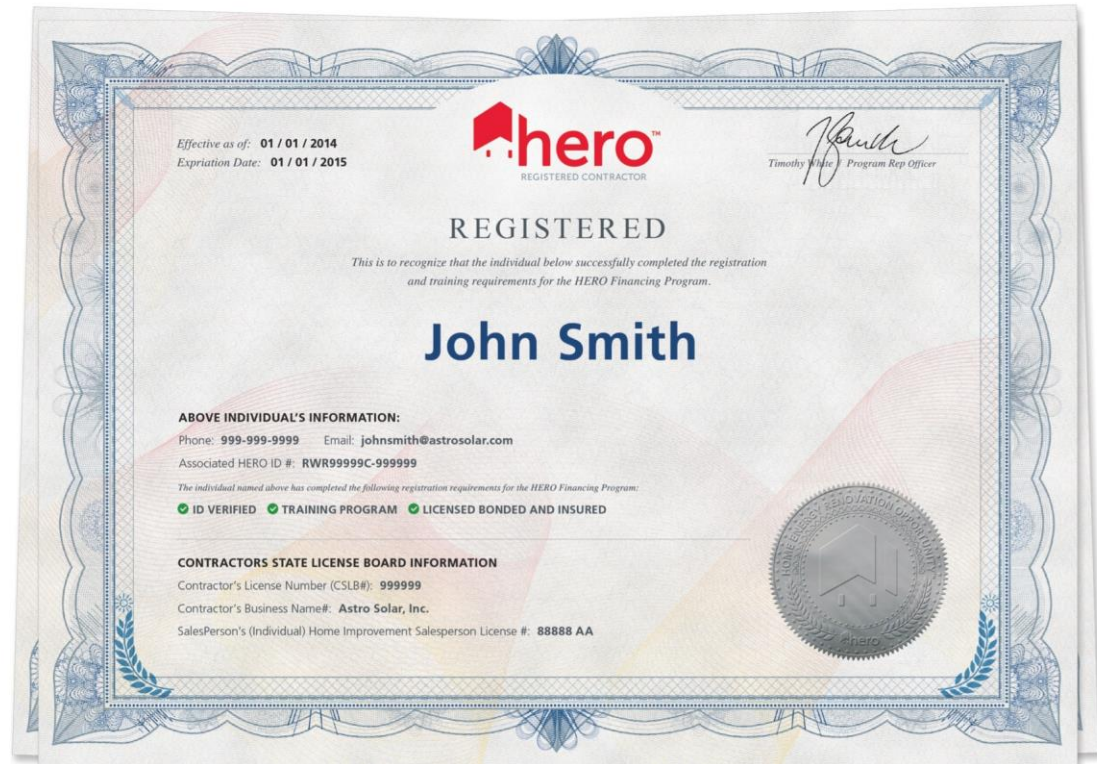 Effective as of: 01 / 01 / 2014
Expriation Date: 01 / 01 / 2015
hero™
REGISTERED CONTRACTOR
Timothy White / Program Rep Officer
REGISTERED
This is to recognize that the individual below successfully completed the registration
and training requirements for the HERO Financing Program.
John Smith
ABOVE INDIVIDUAL'S INFORMATION:
Phone: 999-999-9999 Email: johnsmith@astrosolar.com
Associated HERO ID #: RWR99999C-999999
The individual named above has completed the following registration requirements for the HERO Financing Program:
ID VERIFIED TRAINING PROGRAM LICENSED BONDED AND INSURED
CONTRACTORS STATE LICENSE BOARD INFORMATION
Contractor's License Number (CSLB#): 999999
Contractor's Business Name#: Astro Solar, Inc.
SalesPerson's (Individual) Home Improvement Salesperson License #: 88888 AA
HOME ENERGY RENOVATION OPPORTUNITY
hero